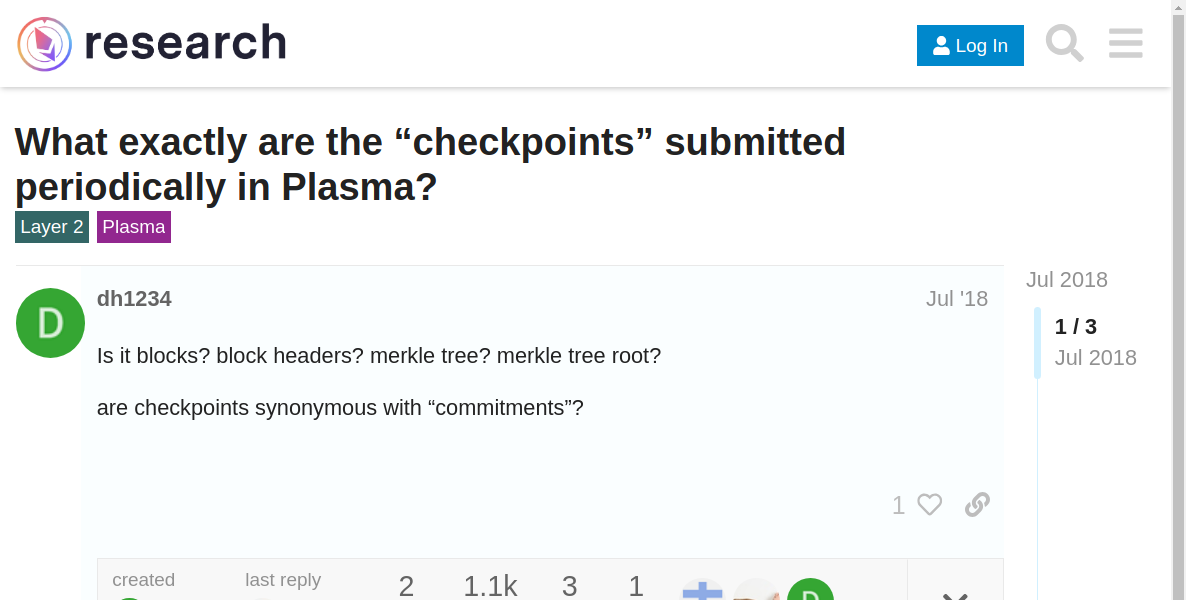 research
Log In
What exactly are the “checkpoints” submitted
periodically in Plasma?
Layer 2 Plasma
dh1234
Jul '18
D
Is it blocks? block headers? merkle tree? merkle tree root?
are checkpoints synonymous with “commitments”?
1
Jul 2018
1 / 3
Jul 2018
created
last reply
2
1.1k
3
1
D